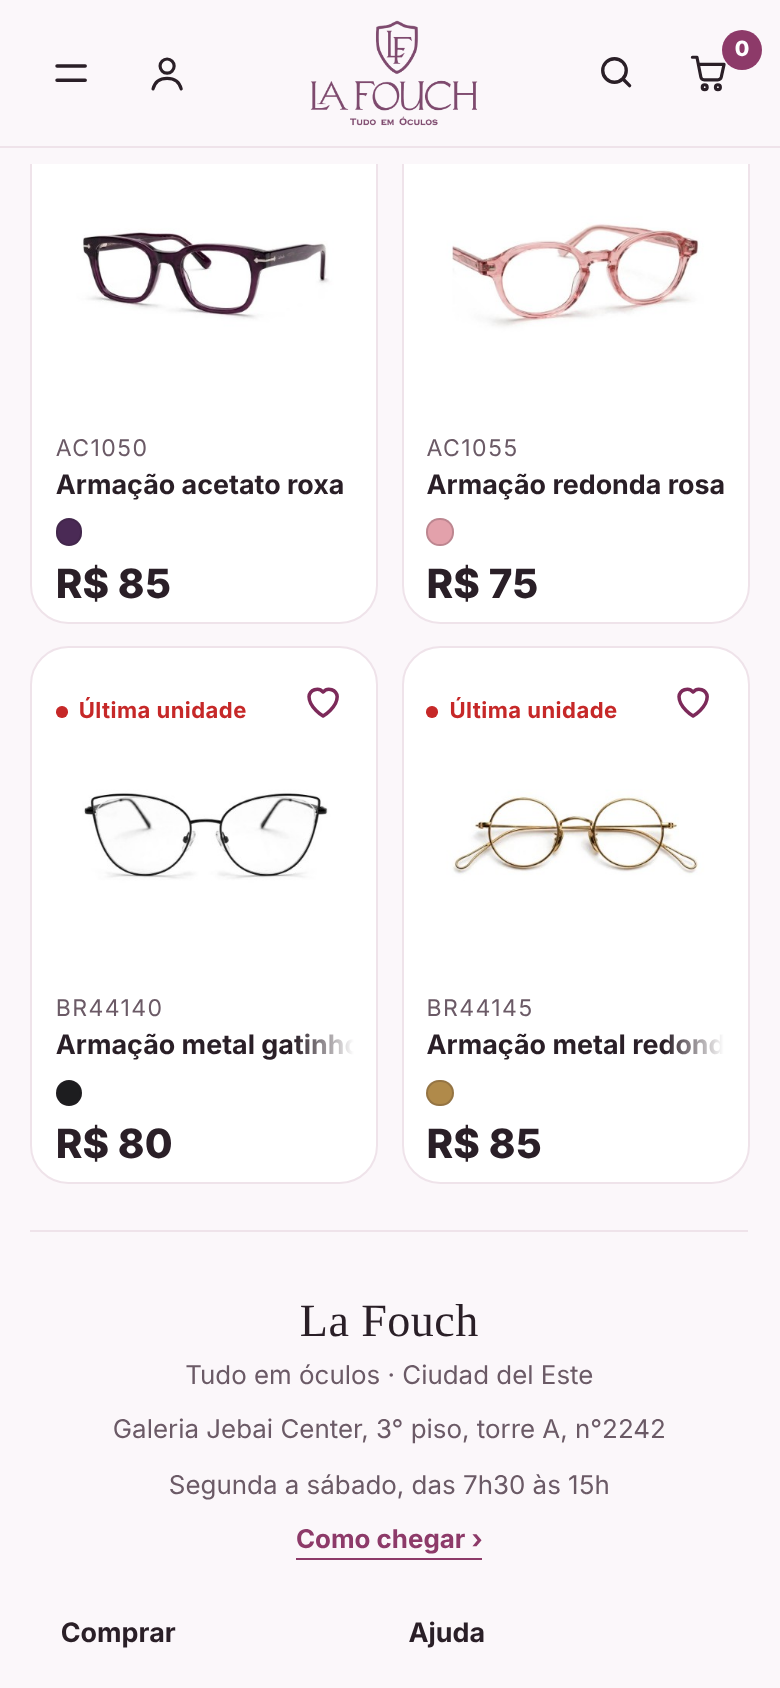 LF
LA FOUCH
Tudo em Óculos
0
AC1050
Armação acetato roxa
R$ 85
AC1055
Armação redonda rosa
R$ 75
Última unidade
BR44140
Armação metal gatinho
R$ 80
Última unidade
BR44145
Armação metal redond
R$ 85
La Fouch
Tudo em óculos · Ciudad del Este
Galeria Jebai Center, 3° piso, torre A, n°2242
Segunda a sábado, das 7h30 às 15h
Como chegar ›
Comprar
Ajuda